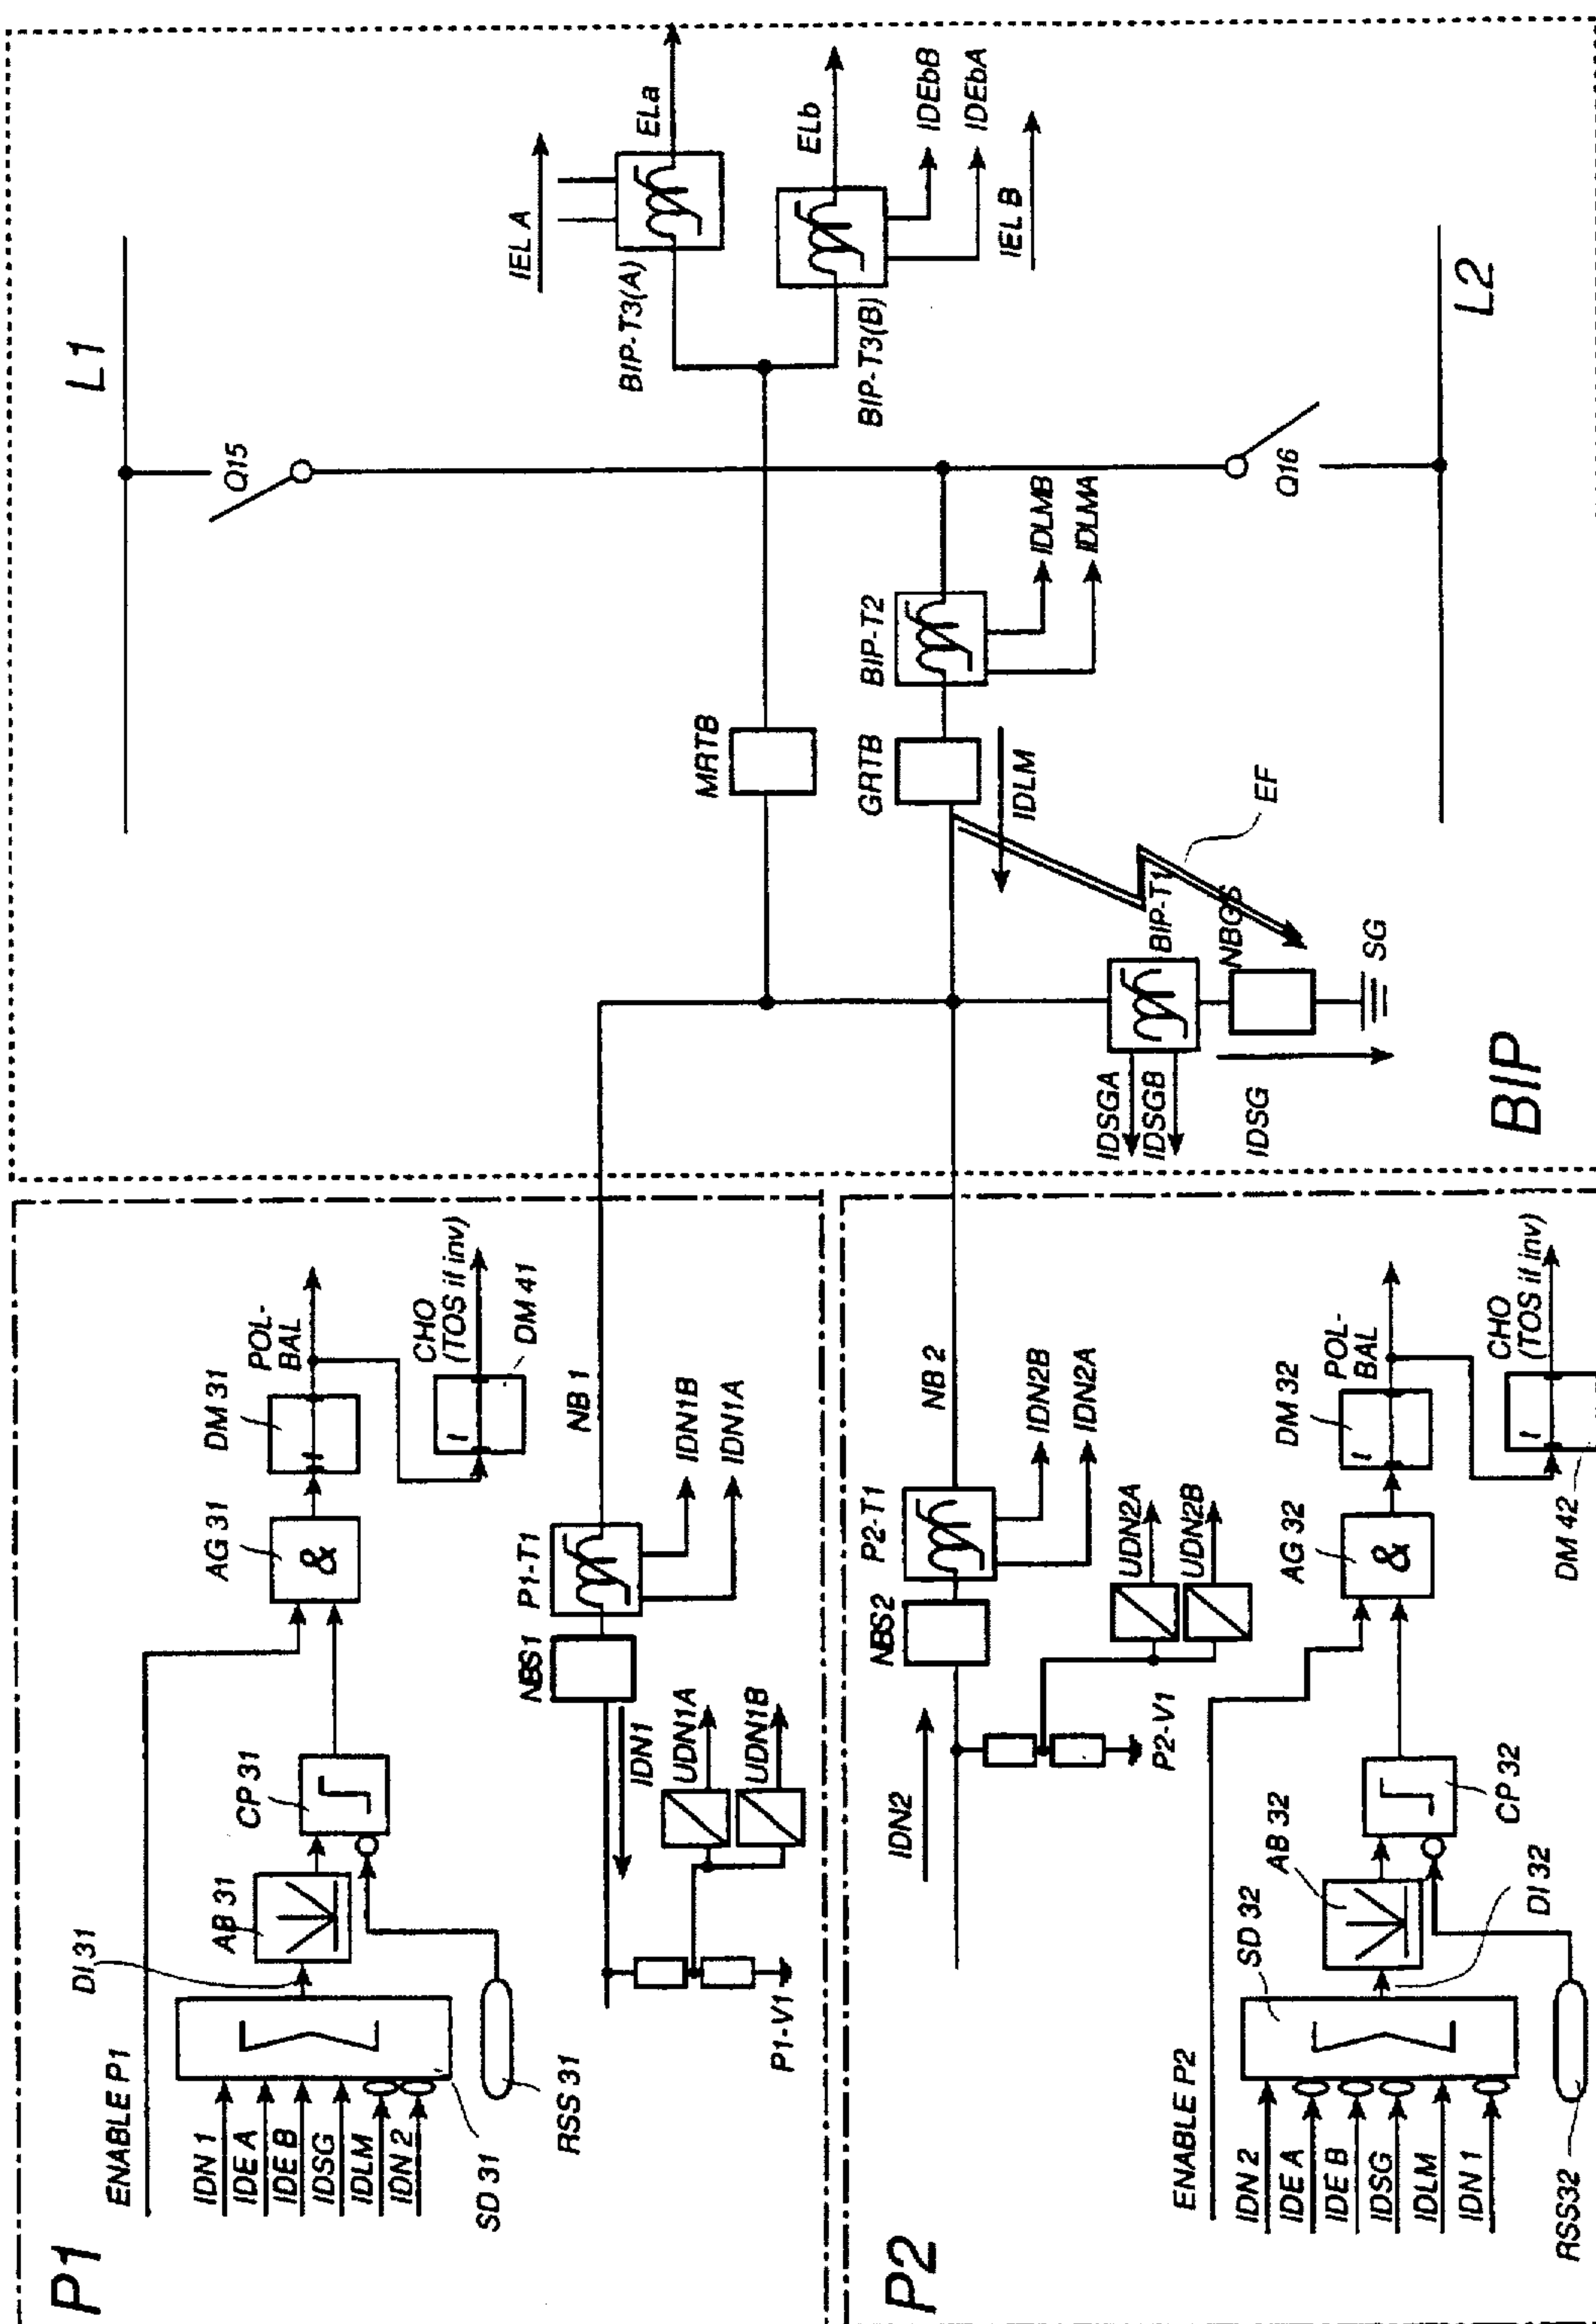 P1
ENABLE P1
IDN 1
IDE A
IDE B
IDSG
IDLM
IDN 2
SD 31
RSS 31
DI 31
AB 31
CP 31
AG 31
&
DM 31
POL-
BAL
CHO
(TOS if inv)
DM 41
P1-V1
UDN1A
UDN1B
IDN1
NBS1
P1-T1
IDN1B
IDN1A
NB 1
P2
ENABLE P2
IDN 2
IDE A
IDE B
IDSG
IDLM
IDN 1
SD 32
RSS32
DI 32
AB 32
CP 32
AG 32
&
DM 32
POL-
BAL
CHO
(TOS if inv)
DM 42
P2-V1
UDN2A
UDN2B
IDN2
NBS2
P2-T1
IDN2B
IDN2A
NB 2
BIP
L1
Q15
MRTB
BIP-T3(A)
IEL A
ELa
BIP-T3(B)
ELb
IDEbB
IDEbA
IEL B
GRTB
BIP-T2
IDLMB
IDLMA
IDLM
EF
BIP-T1
NBGS
SG
IDSGA
IDSGB
IDSG
Q16
L2